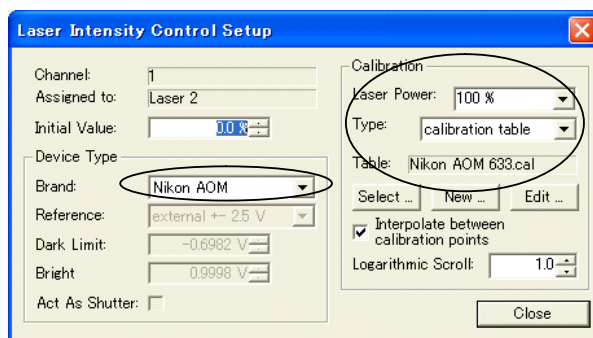 Laser Intensity Control Setup
Channel: 1
Assigned to: Laser 2
Initial Value: 0.0 %
Device Type
Brand: Nikon AOM
Reference: external +- 2.5 V
Dark Limit: -0.6982 V
Bright 0.9998 V
Act As Shutter:
Calibration
Laser Power: 100 %
Type: calibration table
Table: Nikon AOM 633.cal
Select ... New ... Edit ...
Interpolate between
calibration points
Logarithmic Scroll: 1.0
Close